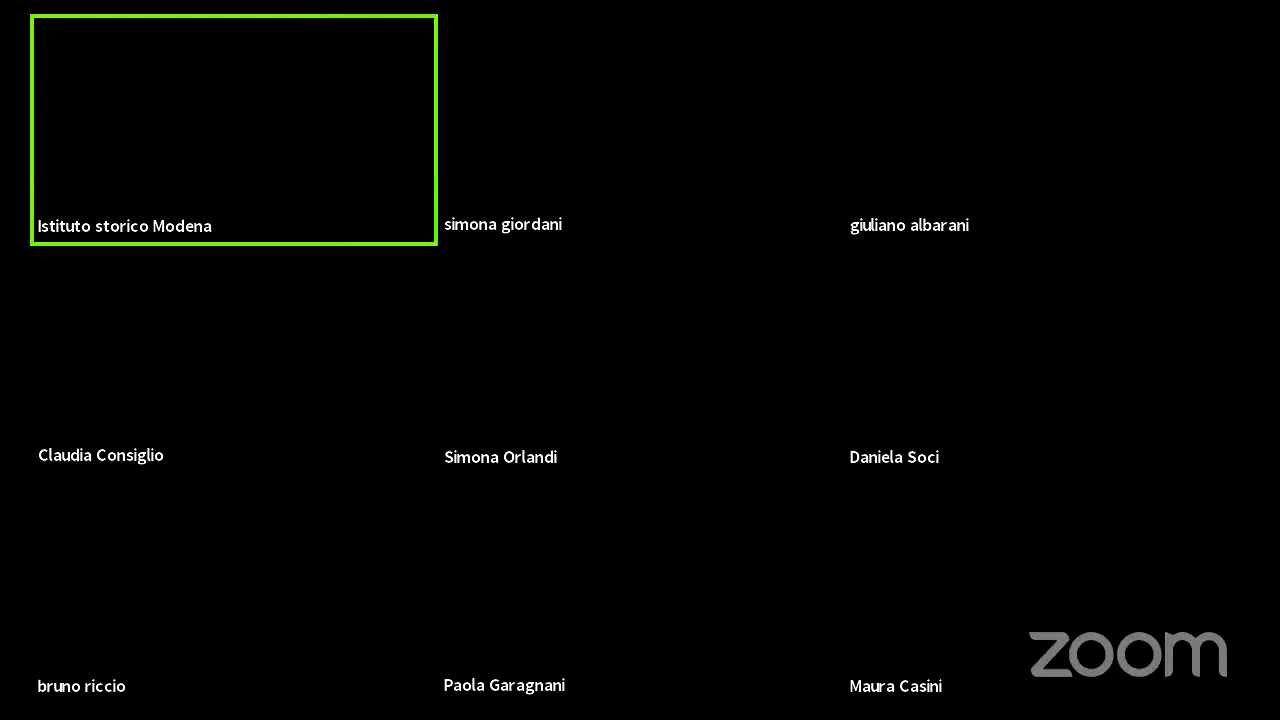 Istituto storico Modena
simona giordani
giuliano albarani
Claudia Consiglio
Simona Orlandi
Daniela Soci
bruno riccio
Paola Garagnani
Maura Casini
zoom